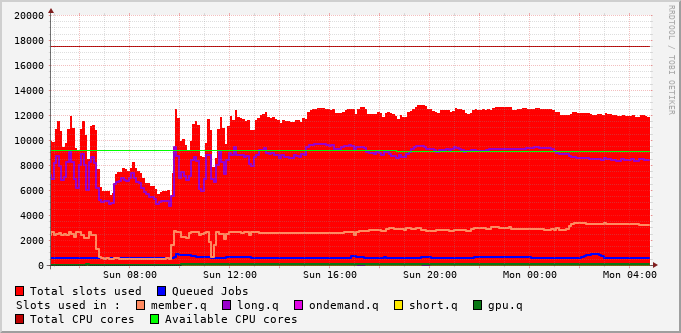 RRDTOOL / TOBI OETIKER
20000
18000
16000
14000
12000
10000
8000
6000
4000
2000
0
Sun 08:00 Sun 12:00 Sun 16:00 Sun 20:00 Mon 00:00 Mon 04:00
Total slots used Queued Jobs
Slots used in : member.q long.q ondemand.q short.q gpu.q
Total CPU cores Available CPU cores